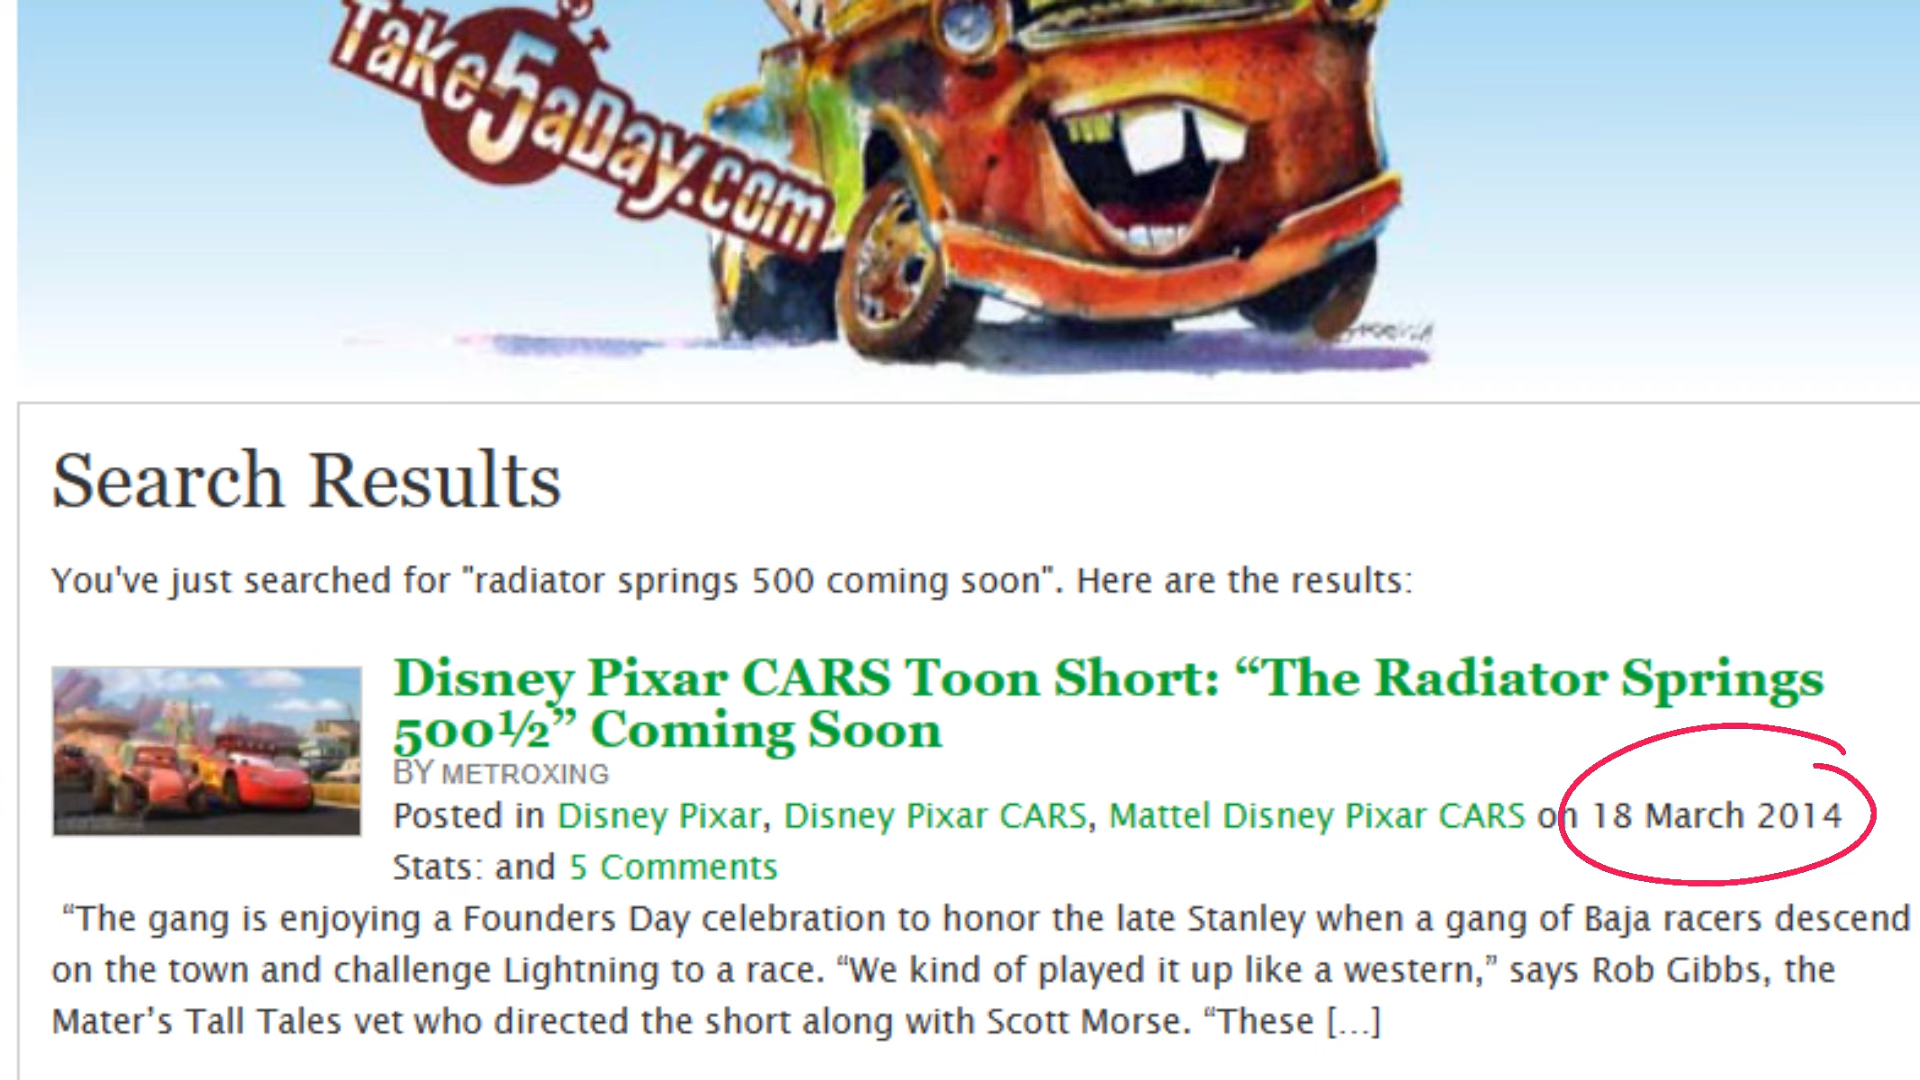 Take5aDay.com
Search Results
You've just searched for "radiator springs 500 coming soon". Here are the results:
Disney Pixar CARS Toon Short: “The Radiator Springs
500½” Coming Soon
BY METROXING
Posted in Disney Pixar, Disney Pixar CARS, Mattel Disney Pixar CARS on 18 March 2014
Stats: and 5 Comments
“The gang is enjoying a Founders Day celebration to honor the late Stanley when a gang of Baja racers descend
on the town and challenge Lightning to a race. “We kind of played it up like a western,” says Rob Gibbs, the
Mater’s Tall Tales vet who directed the short along with Scott Morse. “These [...]